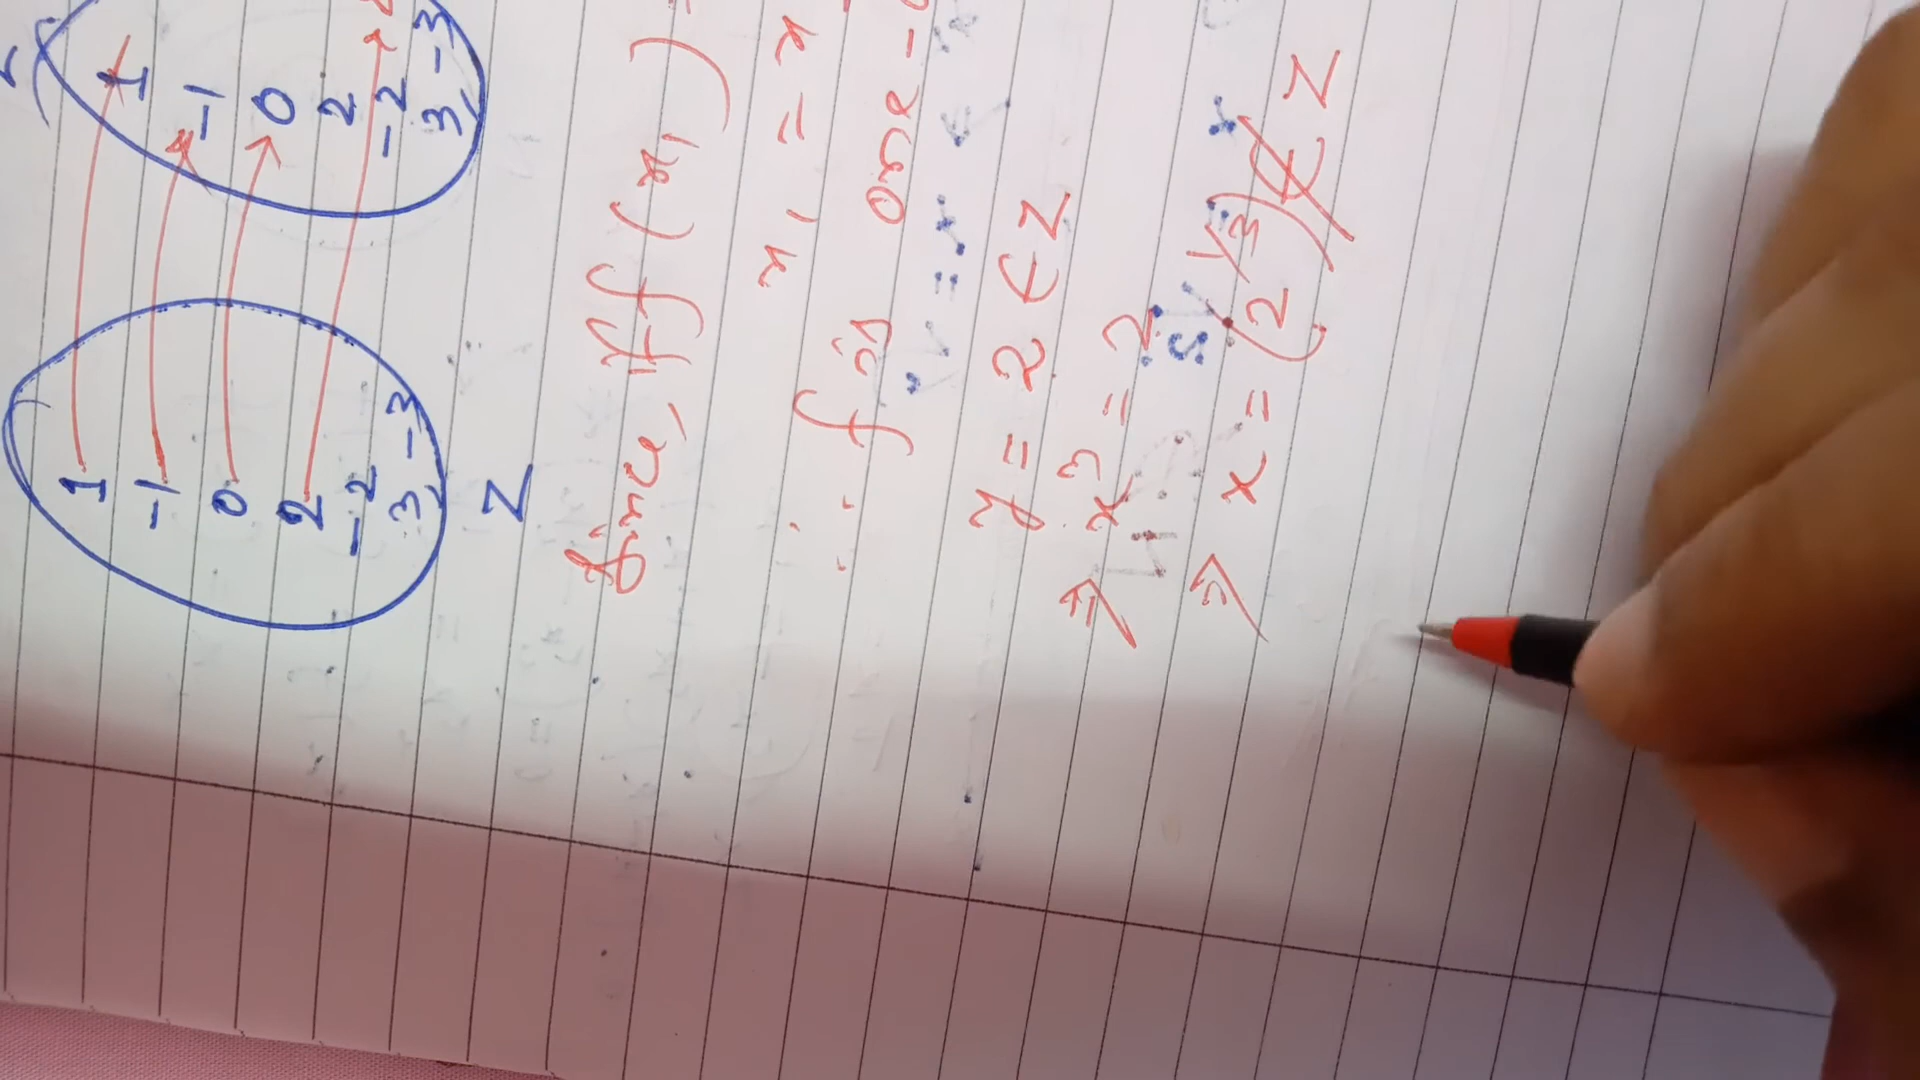 1
-1
0
2
-2
3, -3
1
-1
0
2
-2
3, -3
Z
Since, if f(x₁) =
x₁ = x
∴ f is one-
y = 2 ∈ Z
⇒ x³ = 2
⇒ x = (2^1/3) ∉ Z